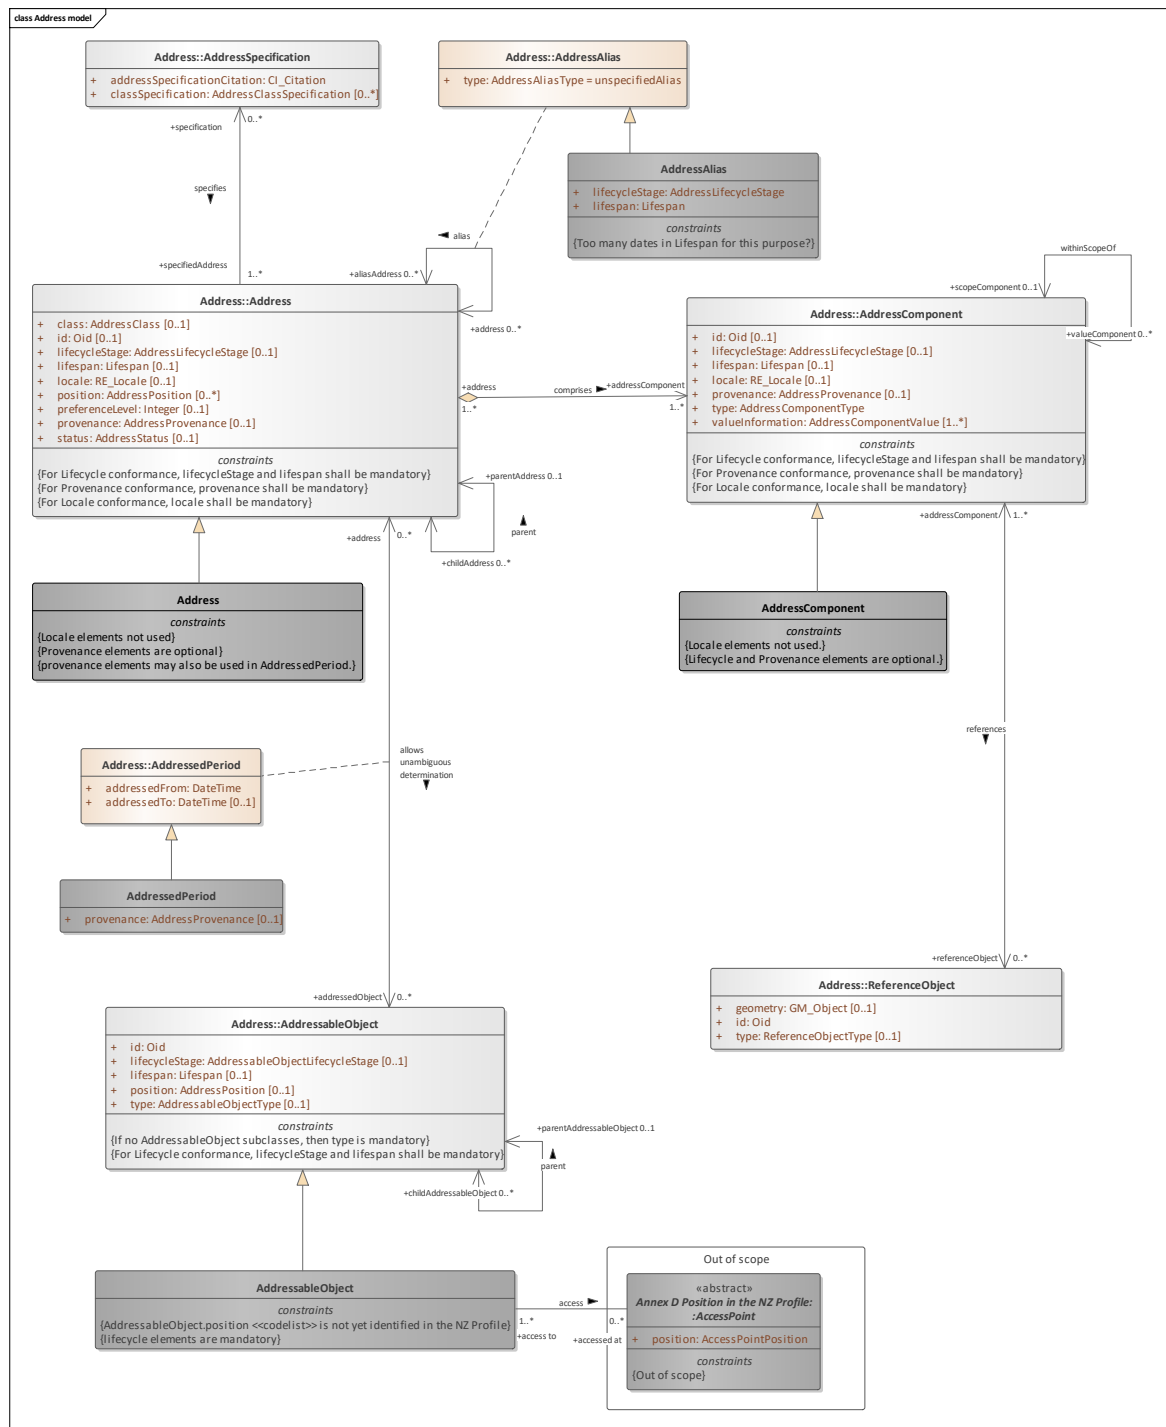 class Address model
Address::AddressSpecification
+ addressSpecificationCitation: CI_Citation
+ classSpecification: AddressClassSpecification [0..*]
Address::AddressAlias
+ type: AddressAliasType = unspecifiedAlias
+specification
0..*
AddressAlias
+ lifecycleStage: AddressLifecycleStage
+ lifespan: Lifespan
constraints
{Too many dates in Lifespan for this purpose?}
specifies
alias
withinScopeOf
+specifiedAddress
1..*
+aliasAddress 0..*
+scopeComponent 0..1
Address::Address
+ class: AddressClass [0..1]
+ id: Oid [0..1]
+ lifecycleStage: AddressLifecycleStage [0..1]
+ lifespan: Lifespan [0..1]
+ locale: RE_Locale [0..1]
+ position: AddressPosition [0..*]
+ preferenceLevel: Integer [0..1]
+ provenance: AddressProvenance [0..1]
+ status: AddressStatus [0..1]
constraints
{For Lifecycle conformance, lifecycleStage and lifespan shall be mandatory}
{For Provenance conformance, provenance shall be mandatory}
{For Locale conformance, locale shall be mandatory}
+address 0..*
Address::AddressComponent
+ id: Oid [0..1]
+ lifecycleStage: AddressLifecycleStage [0..1]
+ lifespan: Lifespan [0..1]
+ locale: RE_Locale [0..1]
+ provenance: AddressProvenance [0..1]
+ type: AddressComponentType
+ valueInformation: AddressComponentValue [1..*]
constraints
{For Lifecycle conformance, lifecycleStage and lifespan shall be mandatory}
{For Provenance conformance, provenance shall be mandatory}
{For Locale conformance, locale shall be mandatory}
+valueComponent 0..*
+address
1..*
comprises
+addressComponent
1..*
+parentAddress 0..1
parent
+childAddress 0..*
+address
0..*
+addressComponent
1..*
Address
constraints
{Locale elements not used}
{Provenance elements are optional}
{provenance elements may also be used in AddressedPeriod.}
AddressComponent
constraints
{Locale elements not used.}
{Lifecycle and Provenance elements are optional.}
references
Address::AddressedPeriod
+ addressedFrom: DateTime
+ addressedTo: DateTime [0..1]
allows
unambiguous
determination
AddressedPeriod
+ provenance: AddressProvenance [0..1]
+referenceObject
0..*
Address::ReferenceObject
+ geometry: GM_Object [0..1]
+ id: Oid
+ type: ReferenceObjectType [0..1]
+addressedObject
0..*
Address::AddressableObject
+ id: Oid
+ lifecycleStage: AddressableObjectLifecycleStage [0..1]
+ lifespan: Lifespan [0..1]
+ position: AddressPosition [0..1]
+ type: AddressableObjectType [0..1]
constraints
{If no AddressableObject subclasses, then type is mandatory}
{For Lifecycle conformance, lifecycleStage and lifespan shall be mandatory}
+parentAddressableObject 0..1
parent
+childAddressableObject 0..*
AddressableObject
constraints
{AddressableObject.position <<codelist>> is not yet identified in the NZ Profile}
{lifecycle elements are mandatory}
access
1..*
+access to
0..*
+accessed at
Out of scope
«abstract»
Annex D Position in the NZ Profile:
:AccessPoint
+ position: AccessPointPosition
constraints
{Out of scope}